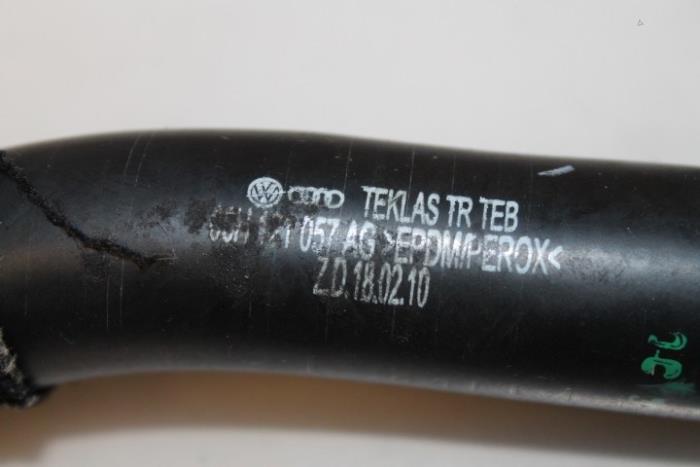 TEKLAS TR TEB
057 AG >EPDM/PEROX<
Z.D.18.02.10